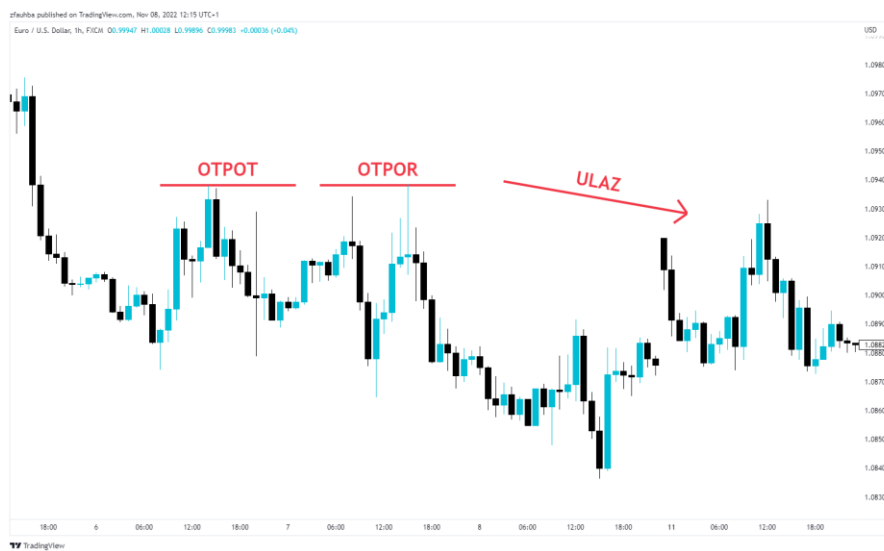 zfauhba published on TradingView.com, Nov 08, 2022 12:15 UTC+1
Euro / U.S. Dollar, 1h, FXCM O0.99947 H1.00028 L0.99896 C0.99983 +0.00036 (+0.04%)
USD
1.0980
1.0970
1.0960
1.0950
1.0940
1.0930
1.0920
1.0910
1.0900
1.0890
1.0882
1.0880
1.0870
1.0860
1.0850
1.0840
1.0830
OTPOT
OTPOR
ULAZ
18:00 6 06:00 12:00 18:00 7 06:00 12:00 18:00 8 06:00 12:00 18:00 11 06:00 12:00 18:00
TradingView